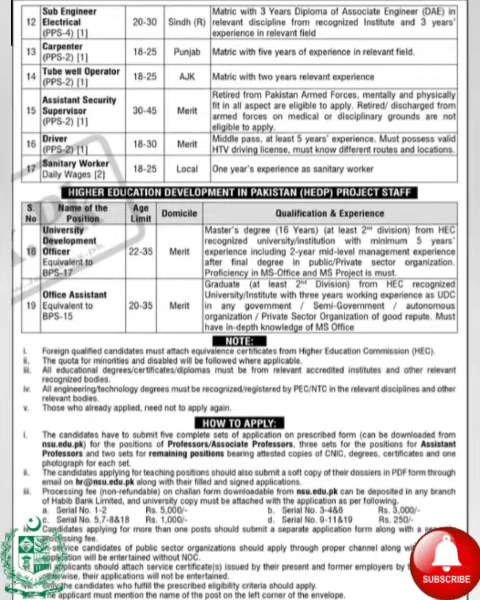 12 Sub Engineer Electrical (PPS-4) [1] 20-30 Sindh (R) Matric with 3 Years Diploma of Associate Engineer (DAE) in
relevant discipline from recognized Institute and 3 years'
experience in relevant field
13 Carpenter (PPS-2) [1] 18-25 Punjab Matric with five years of experience in relevant field.
14 Tube well Operator (PPS-2) [1] 18-25 AJK Matric with two years relevant experience
15 Assistant Security Supervisor (PPS-2) [1] 30-45 Merit Retired from Pakistan Armed Forces, mentally and physically
fit in all aspect are eligible to apply. Retired/ discharged from
armed forces on medical or disciplinary grounds are not
eligible to apply.
16 Driver (PPS-2) [1] 18-30 Merit Middle pass, at least 5 years' experience. Must possess valid
HTV driving license, must know different routes and locations.
17 Sanitary Worker Daily Wages [2] 18-25 Local One year's experience as sanitary worker
HIGHER EDUCATION DEVELOPMENT IN PAKISTAN (HEDP) PROJECT STAFF
S. No Name of the Position Age Limit Domicile Qualification & Experience
18 University Development Officer Equivalent to BPS-17 22-35 Merit Master's degree (16 Years) (at least 2nd division) from HEC
recognized university/institution with minimum 5 years'
experience including 2-year mid-level management experience
after final degree in public/Private sector organization.
Proficiency in MS-Office and MS Project is must.
19 Office Assistant Equivalent to BPS-15 20-35 Merit Graduate (at least 2nd Division) from HEC recognized
University/Institute with three years working experience as UDC
in any government / Semi-Government / autonomous
organization / Private Sector Organization of good repute. Must
have in-depth knowledge of MS Office
NOTE:
i. Foreign qualified candidates must attach equivalence certificates from Higher Education Commission (HEC).
ii. The quota for minorities and disabled will be followed where applicable.
iii. All educational degrees/certificates/diplomas must be from relevant accredited institutes and other relevant
recognized bodies.
iv. All engineering/technology degrees must be recognized/registered by PEC/NTC in the relevant disciplines and other
relevant bodies.
v. Those who already applied, need not to apply again.
HOW TO APPLY:
i. The candidates have to submit five complete sets of application on prescribed form (can be downloaded from
nsu.edu.pk) for the positions of Professors/Associate Professors, three sets for the positions for Assistant
Professors and two sets for remaining positions bearing attested copies of CNIC, degrees, certificates and one
photograph for each set.
ii. The candidates applying for teaching positions should also submit a soft copy of their dossiers in PDF form through
email on hr@nsu.edu.pk along with their filled and signed applications.
iii. Processing fee (non-refundable) on challan form downloadable from nsu.edu.pk can be deposited in any branch
of Habib Bank Limited, and university copy must be attached with the application as per following.
a. Serial No. 1-2 Rs. 5,000/- b. Serial No. 3-4&6 Rs. 3,000/-
c. Serial No. 5,7-8&18 Rs. 1,000/- d. Serial No. 9-11&19 Rs. 250/-
iv. Candidates applying for more than one posts should submit a separate application form along with a
processing fee.
In-service candidates of public sector organizations should apply through proper channel along
application will be entertained without NOC.
applicants should attach service certificate(s) issued by their present and former employers by
otherwise, their applications will not be entertained.
Only the candidates who fulfill the prescribed eligibility criteria should apply.
The applicant must mention the name of the post on the left corner of the envelope.
SUBSCRIBE